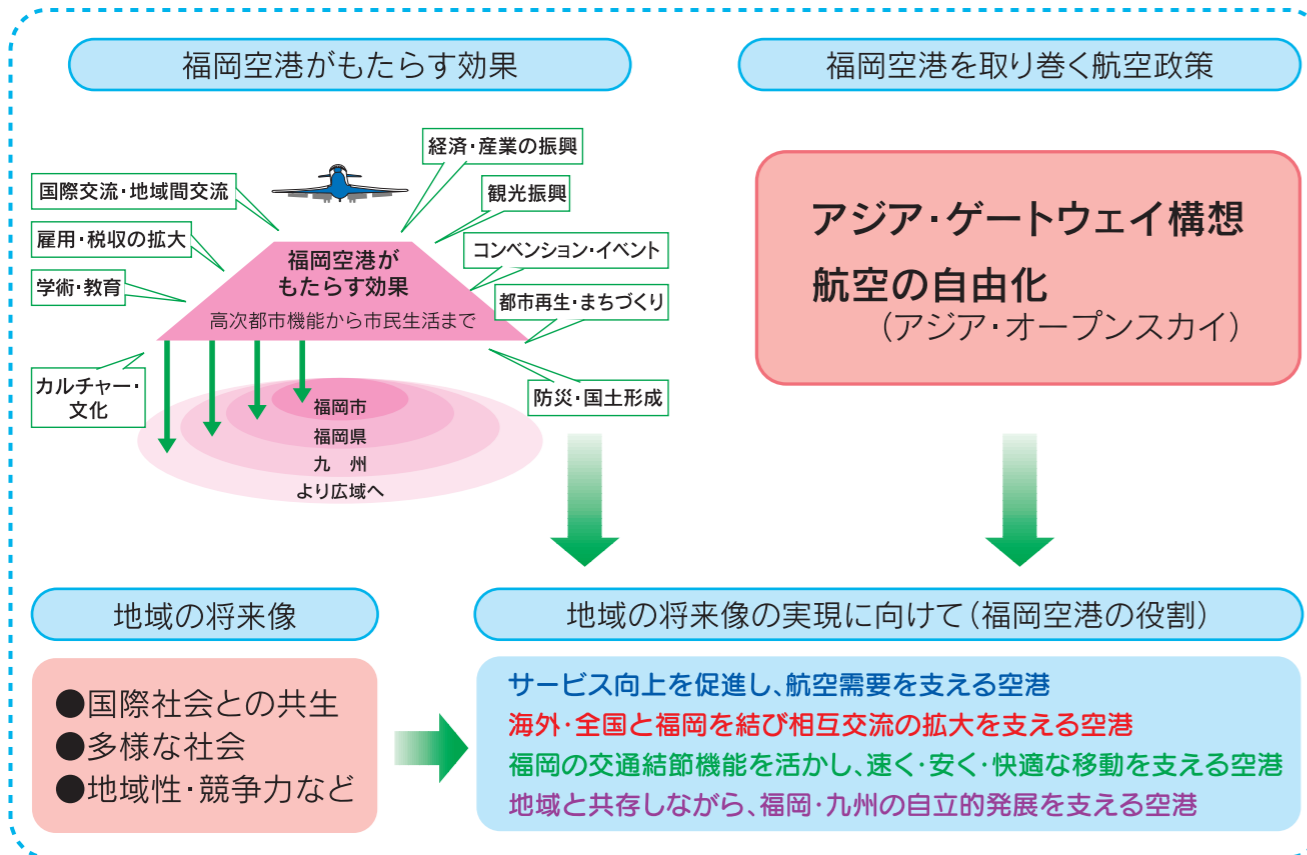 福岡空港がもたらす効果
経済・産業の振興
国際交流・地域間交流
観光振興
雇用・税収の拡大
コンベンション・イベント
学術・教育
都市再生・まちづくり
福岡空港が
もたらす効果
高次都市機能から市民生活まで
カルチャー・
文化
防災・国土形成
福岡市
福岡県
九　州
より広域へ
福岡空港を取り巻く航空政策
アジア・ゲートウェイ構想
航空の自由化
（アジア・オープンスカイ）
地域の将来像
●国際社会との共生
●多様な社会
●地域性・競争力など
地域の将来像の実現に向けて（福岡空港の役割）
サービス向上を促進し、航空需要を支える空港
海外・全国と福岡を結び相互交流の拡大を支える空港
福岡の交通結節機能を活かし、速く・安く・快適な移動を支える空港
地域と共存しながら、福岡・九州の自立的発展を支える空港